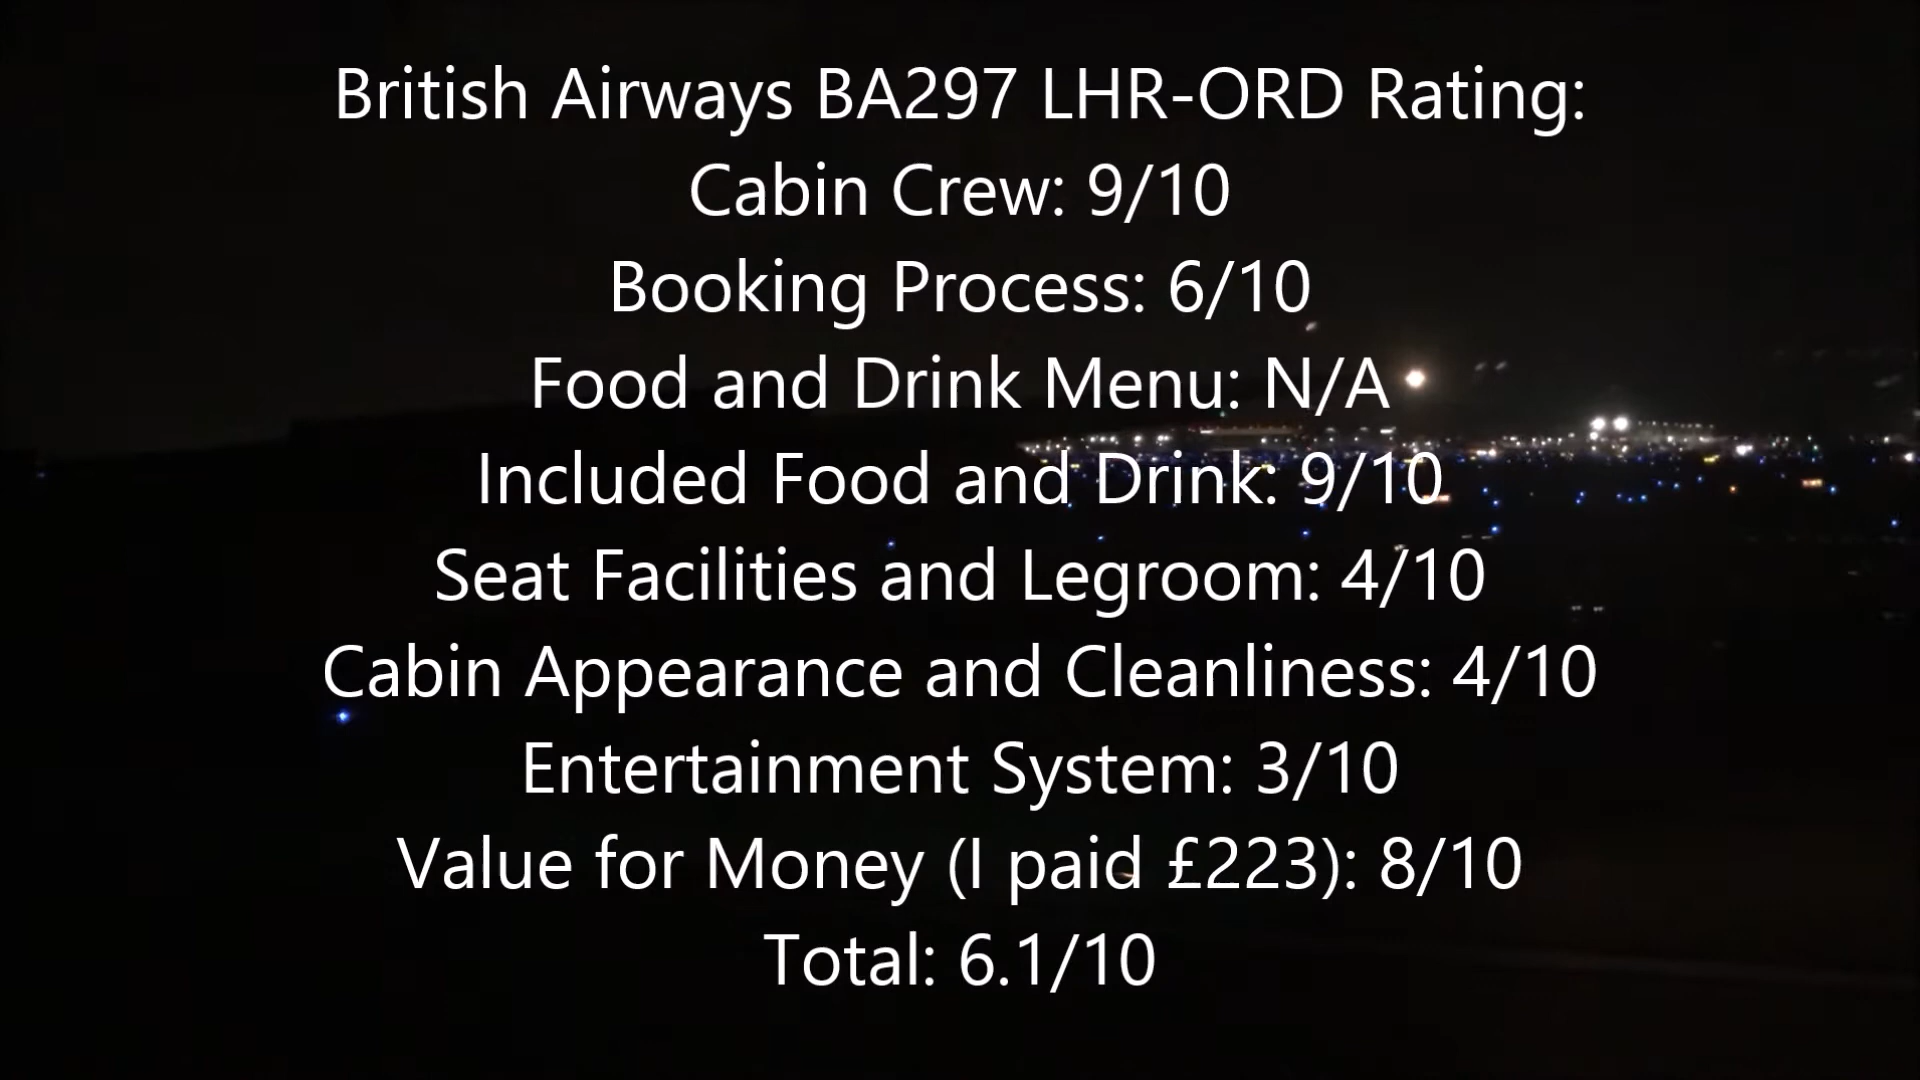 British Airways BA297 LHR-ORD Rating:
Cabin Crew: 9/10
Booking Process: 6/10
Food and Drink Menu: N/A
Included Food and Drink: 9/10
Seat Facilities and Legroom: 4/10
Cabin Appearance and Cleanliness: 4/10
Entertainment System: 3/10
Value for Money (I paid £223): 8/10
Total: 6.1/10